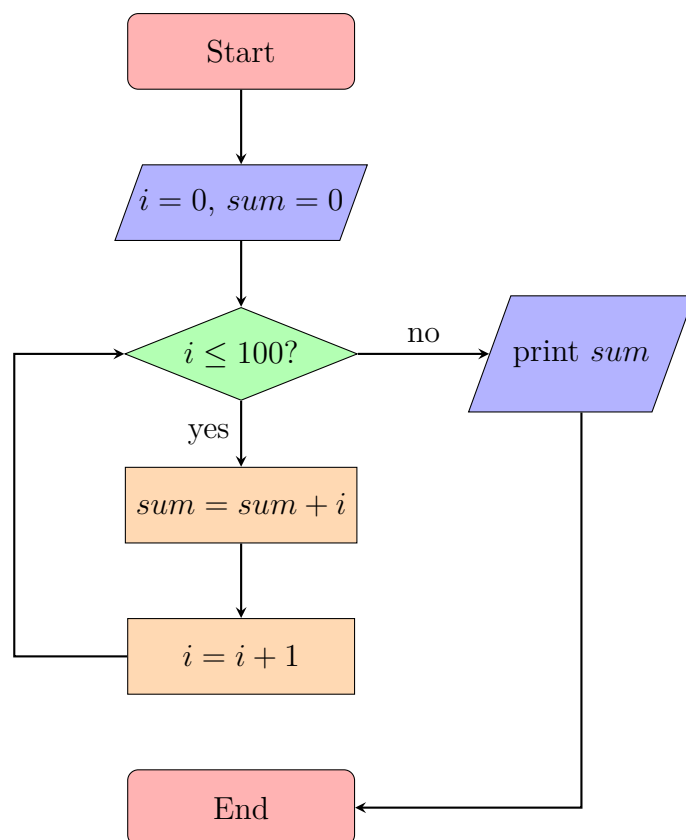 Start
i = 0, sum = 0
i ≤ 100?
no
print sum
yes
sum = sum + i
i = i + 1
End